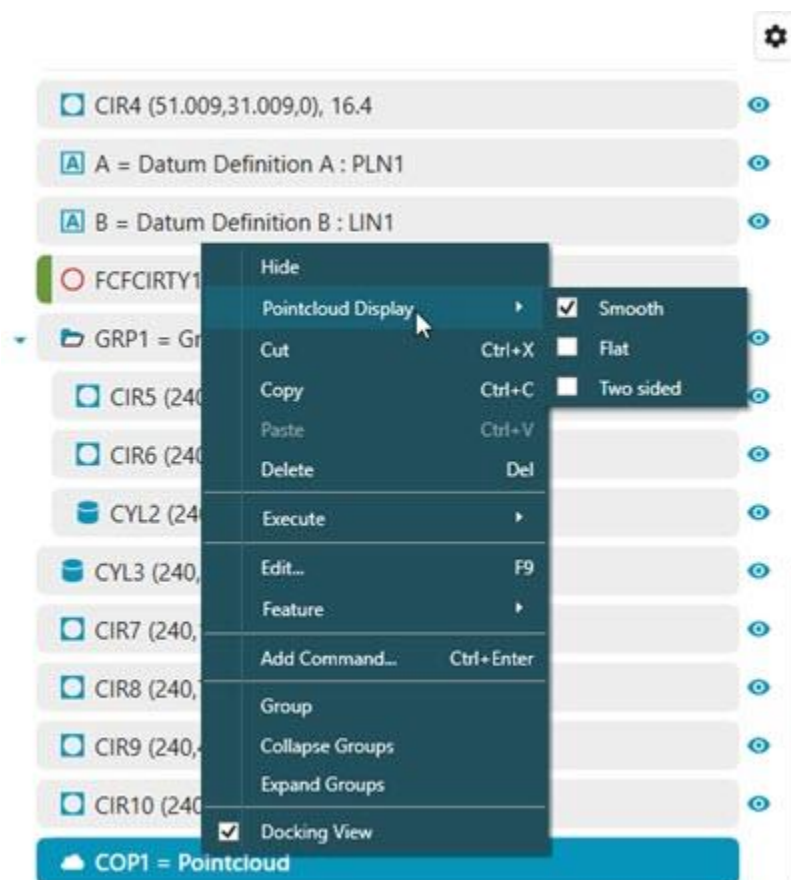 CIR4 (51.009,31.009,0), 16.4
A = Datum Definition A : PLN1
B = Datum Definition B : LIN1
FCFCIRTY1
GRP1 = Gr
CIR5 (240
CIR6 (240
CYL2 (24
CYL3 (240,
CIR7 (240,
CIR8 (240,
CIR9 (240,4
CIR10 (240
COP1 = Pointcloud
Hide
Pointcloud Display
Cut Ctrl+X
Copy Ctrl+C
Paste Ctrl+V
Delete Del
Execute
Edit... F9
Feature
Add Command... Ctrl+Enter
Group
Collapse Groups
Expand Groups
Docking View
Smooth
Flat
Two sided